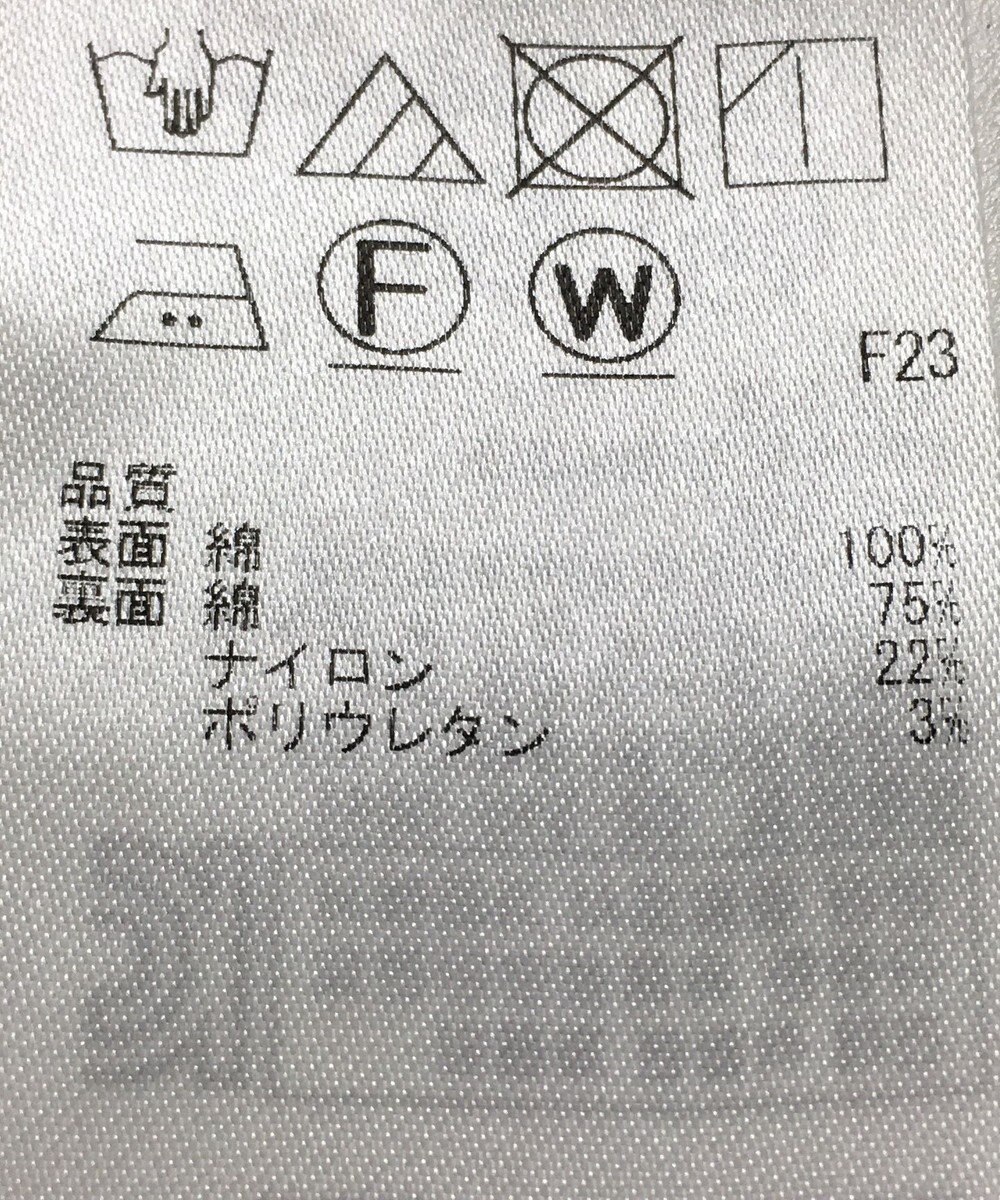 F W
F23
品質
表面 綿 100%
裏面 綿 75%
ナイロン 22%
ポリウレタン 3%